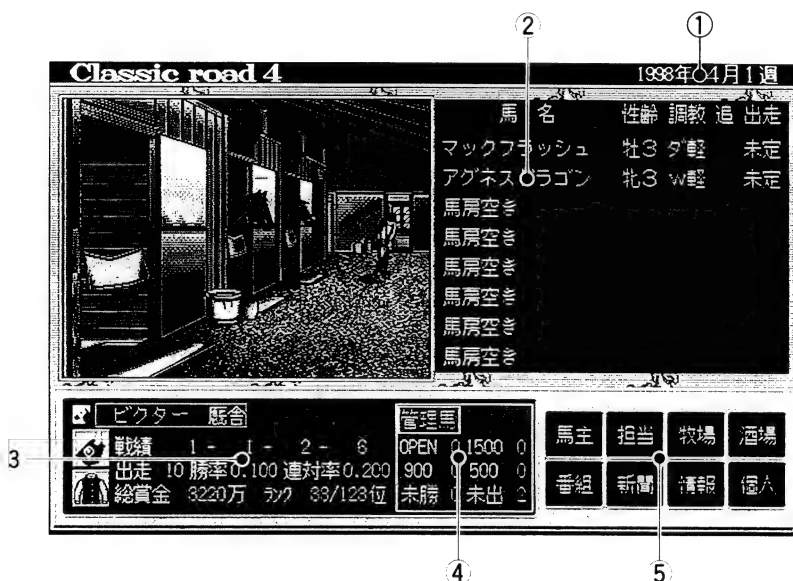 ② ①
Classic road 4 1998年 4月1週
馬 名 性齢 調教 追 出走
マックフラッシュ 牡3 ダ軽 未定
アグネス ラゴン 牝3 W軽 未定
馬房空き
馬房空き
馬房空き
馬房空き
馬房空き
馬房空き
ビクター 厩舎
戦績 1- 1- 2- 6
出走 10 勝率0.100 連対率0.200
総賞金 3220万 ランク 33/123位
管理馬
OPEN 0 1500 0
900 0 500 0
未勝 0 未出 2
馬主 担当 牧場 酒場
番組 新聞 情報 個人
3
④ ⑤